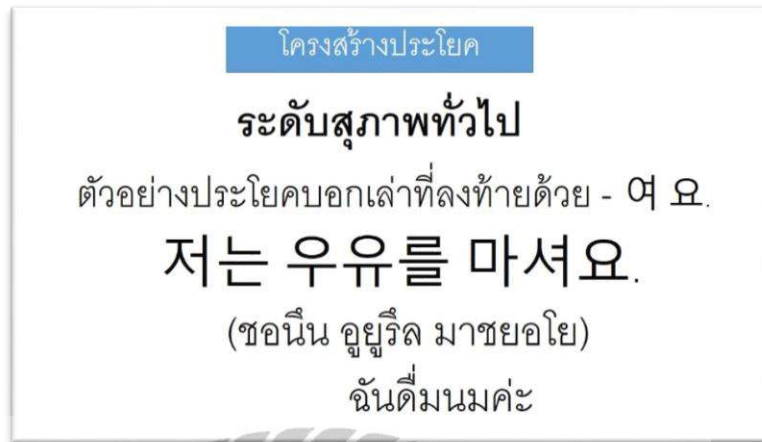 โครงสร้างประโยค
ระดับสุภาพทั่วไป
ตัวอย่างประโยคบอกเล่าที่ลงท้ายด้วย - 여 요.
저는 우유를 마셔요.
(ชอนึน อูยูรึล มาชยอโย)
ฉันดื่มนมค่ะ